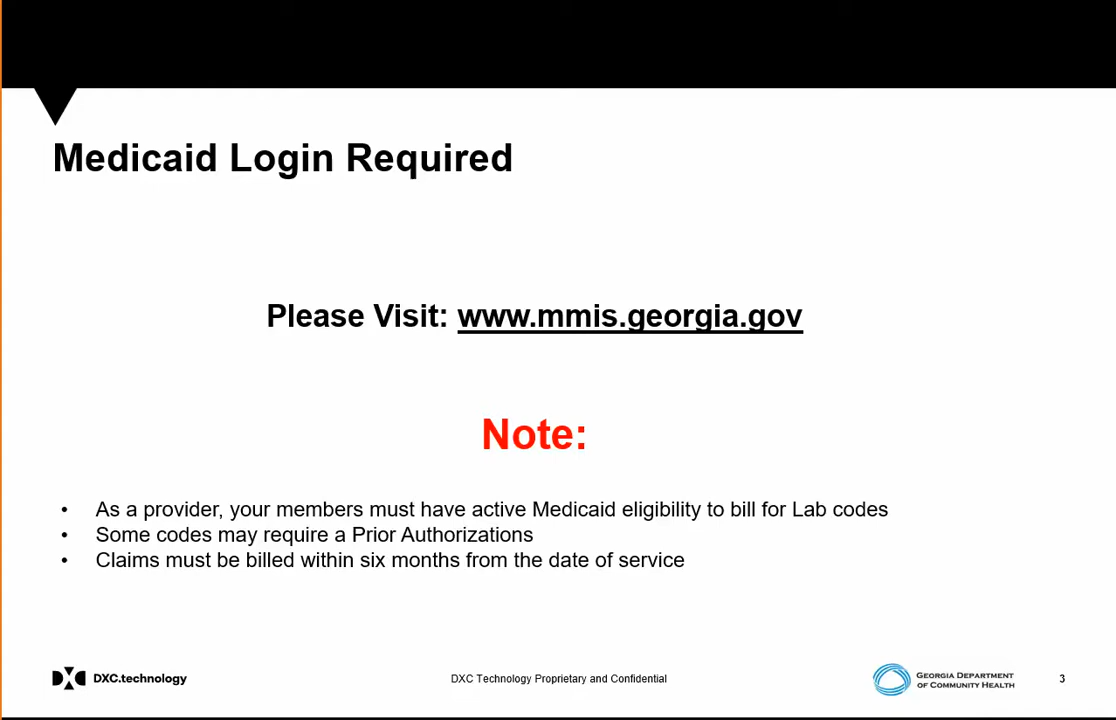 Medicaid Login Required
Please Visit: www.mmis.georgia.gov
Note:
• As a provider, your members must have active Medicaid eligibility to bill for Lab codes
• Some codes may require a Prior Authorizations
• Claims must be billed within six months from the date of service
DXC.technology
DXC Technology Proprietary and Confidential
GEORGIA DEPARTMENT
OF COMMUNITY HEALTH
3